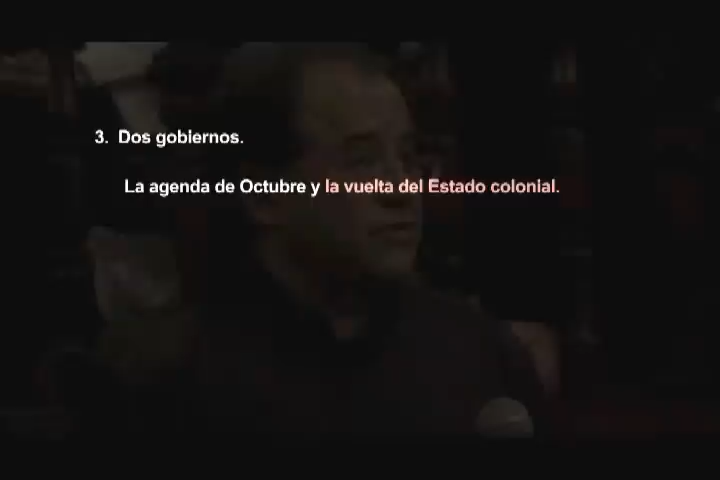 3. Dos gobiernos.
La agenda de Octubre y la vuelta del Estado colonial.